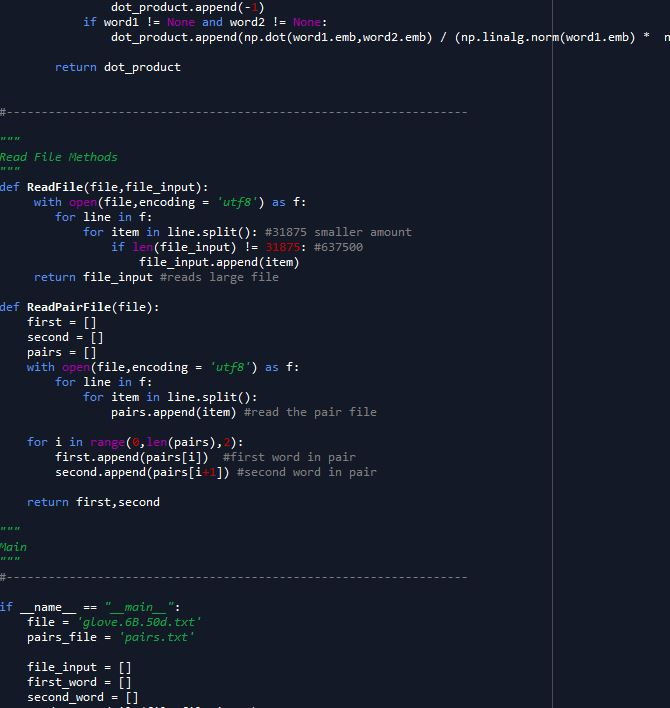 dot_product.append(-1)
            if word1 != None and word2 != None:
                dot_product.append(np.dot(word1.emb,word2.emb) / (np.linalg.norm(word1.emb) *  n

        return dot_product

#------------------------------------------------------------------

"""
Read File Methods
"""
def ReadFile(file,file_input):
     with open(file,encoding = 'utf8') as f:
        for line in f:
            for item in line.split(): #31875 smaller amount
                if len(file_input) != 31875: #637500
                    file_input.append(item)
     return file_input #reads large file

def ReadPairFile(file):
    first = []
    second = []
    pairs = []
    with open(file,encoding = 'utf8') as f:
        for line in f:
            for item in line.split():
                pairs.append(item) #read the pair file

    for i in range(0,len(pairs),2):
        first.append(pairs[i])  #first word in pair
        second.append(pairs[i+1]) #second word in pair

    return first,second

"""
Main
"""
#------------------------------------------------------------------

if __name__ == "__main__":
    file = 'glove.6B.50d.txt'
    pairs_file = 'pairs.txt'

    file_input = []
    first_word = []
    second_word = []